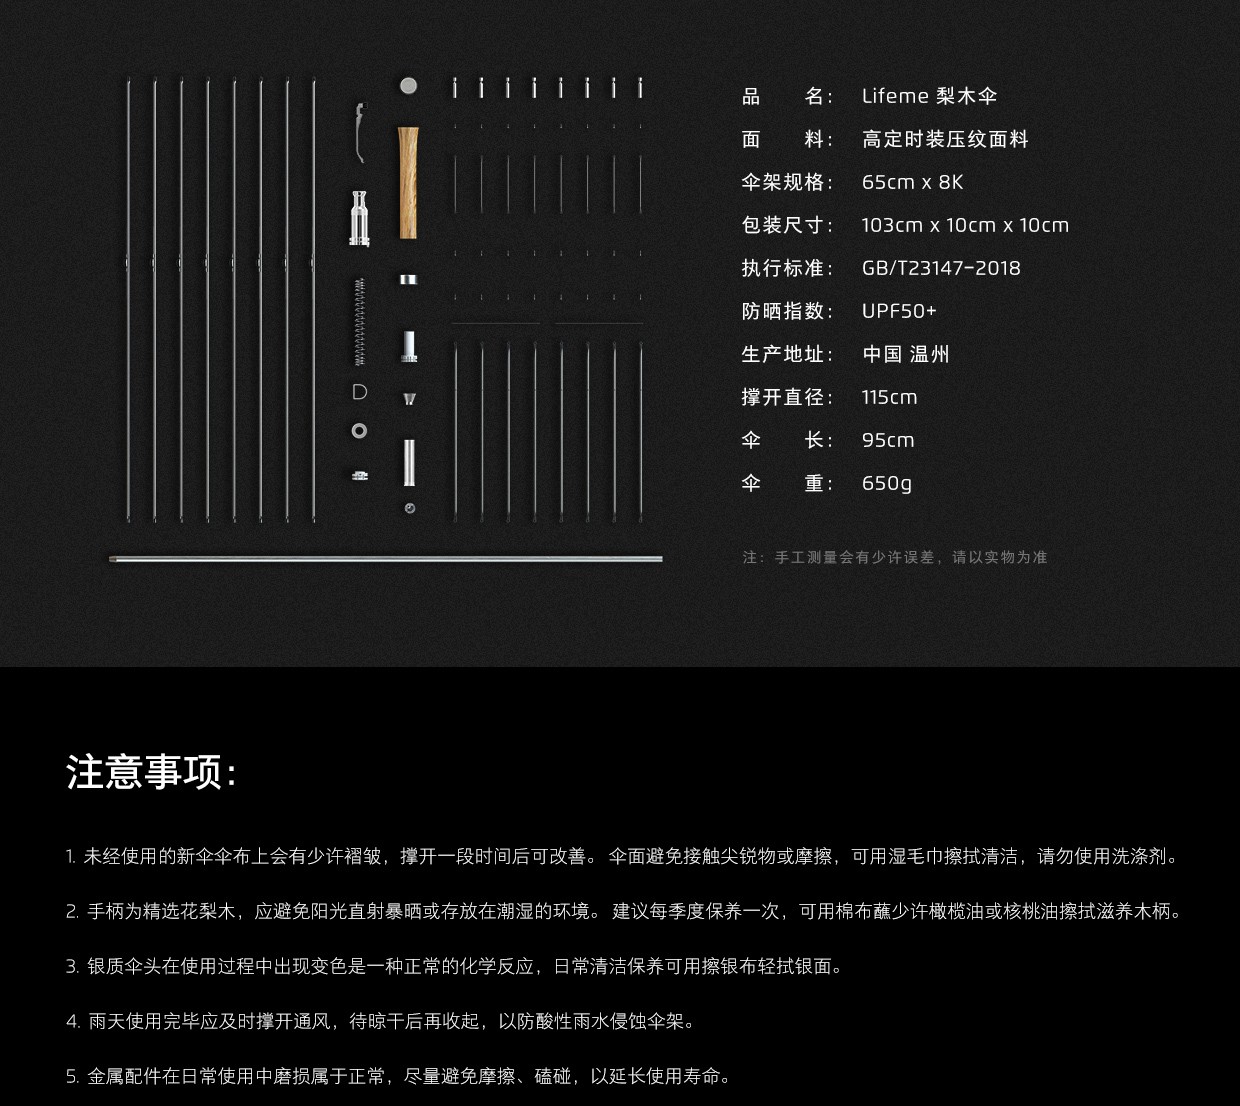 品 名: Lifeme 梨木伞
面 料: 高定时装压纹面料
伞架规格: 65cm x 8K
包装尺寸: 103cm x 10cm x 10cm
执行标准: GB/T23147-2018
防晒指数: UPF50+
生产地址: 中国 温州
撑开直径: 115cm
伞 长: 95cm
伞 重: 650g
注: 手工测量会有少许误差，请以实物为准
注意事项:
1. 未经使用的新伞伞布上会有少许褶皱，撑开一段时间后可改善。 伞面避免接触尖锐物或摩擦，可用湿毛巾擦拭清洁，请勿使用洗涤剂。
2. 手柄为精选花梨木，应避免阳光直射暴晒或存放在潮湿的环境。 建议每季度保养一次，可用棉布蘸少许橄榄油或核桃油擦拭滋养木柄。
3. 银质伞头在使用过程中出现变色是一种正常的化学反应，日常清洁保养可用擦银布轻拭银面。
4. 雨天使用完毕应及时撑开通风，待晾干后再收起，以防酸性雨水侵蚀伞架。
5. 金属配件在日常使用中磨损属于正常，尽量避免摩擦、磕碰，以延长使用寿命。